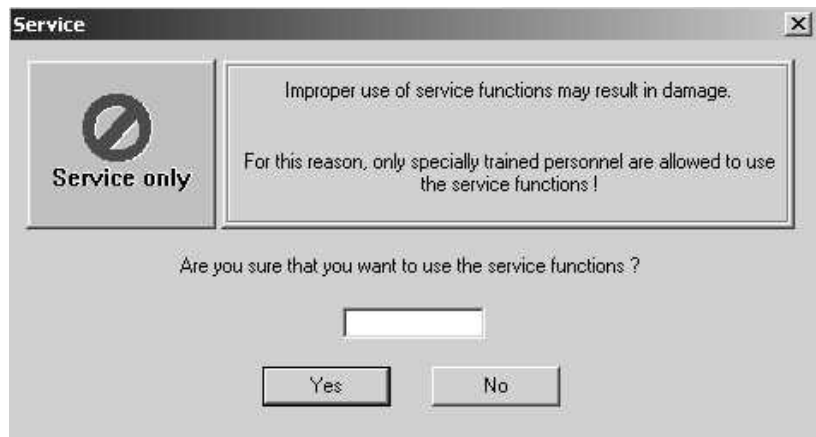 Service
Improper use of service functions may result in damage.
Service only
For this reason, only specially trained personnel are allowed to use
the service functions !
Are you sure that you want to use the service functions ?
Yes
No